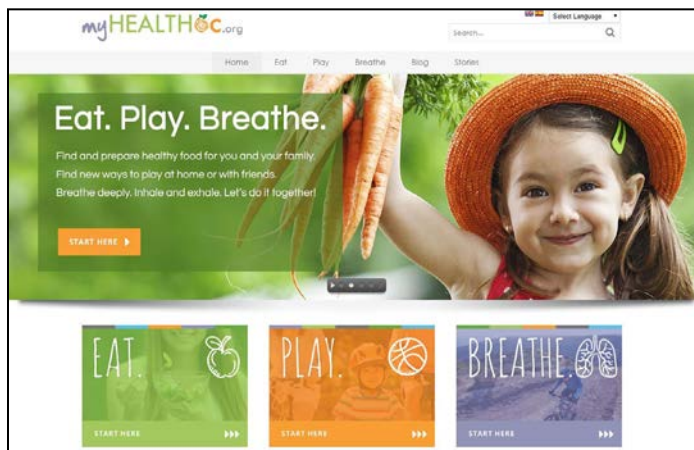 myHEALTHOC.org
Select Language
Search...
Home Eat Play Breathe Blog Stories
Eat. Play. Breathe.
Find and prepare healthy food for you and your family.
Find new ways to play at home or with friends.
Breathe deeply. Inhale and exhale. Let's do it together!
START HERE
EAT. PLAY. BREATHE.
START HERE START HERE START HERE